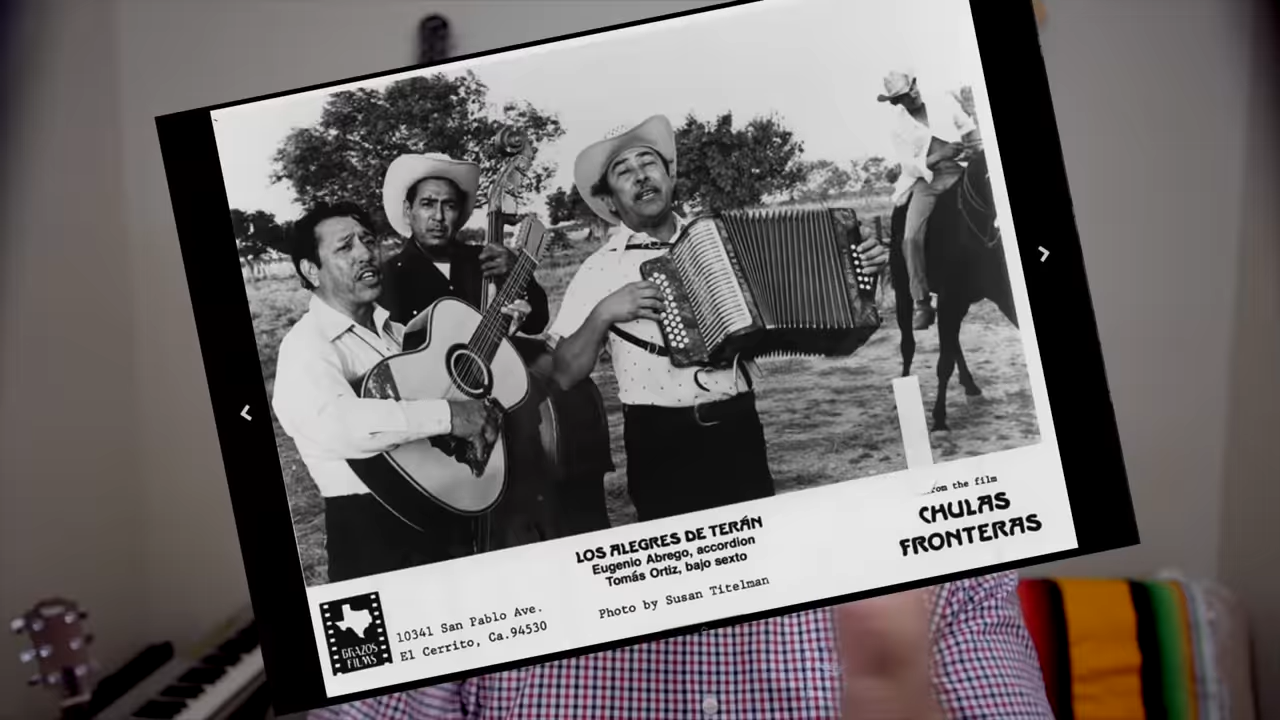 LOS ALEGRES DE TERÁN
Eugenio Abrego, accordion
Tomás Ortiz, bajo sexto
Photo by Susan Titelman
from the film
CHULAS
FRONTERAS
10341 San Pablo Ave.
El Cerrito, Ca.94530
BRAZOS
FILMS